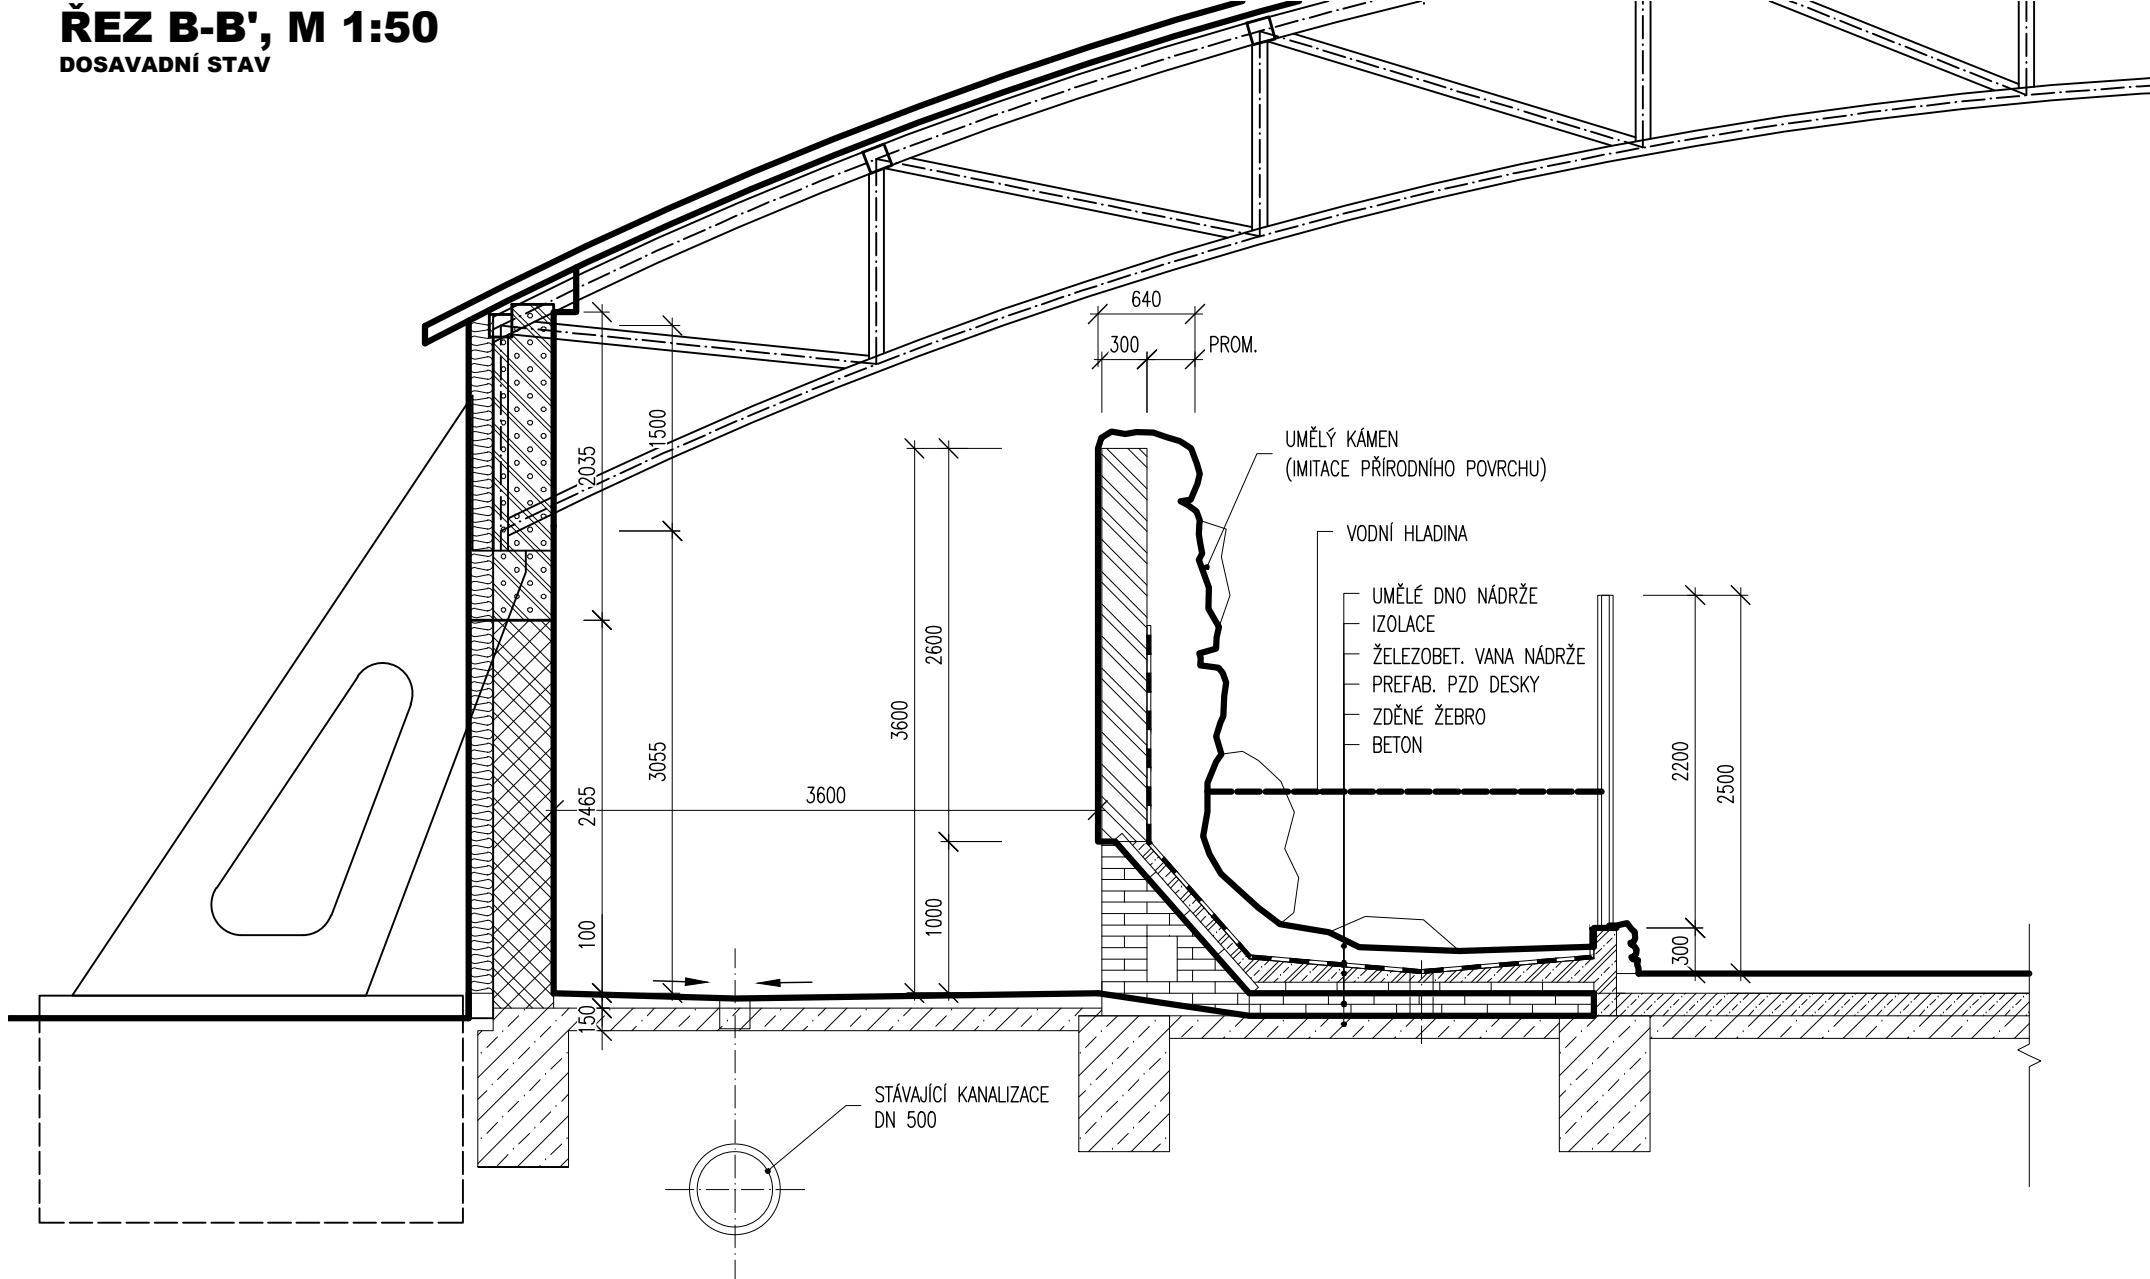 ŘEZ B-B', M 1:50
DOSAVADNÍ STAV
640
300
PROM.
2035
1500
UMĚLÝ KÁMEN
(IMITACE PŘÍRODNÍHO POVRCHU)
VODNÍ HLADINA
UMĚLÉ DNO NÁDRŽE
IZOLACE
ŽELEZOBET. VANA NÁDRŽE
PREFAB. PZD DESKY
ZDĚNÉ ŽEBRO
BETON
2600
3600
3055
2465
3600
2200
2500
100
1000
300
150
STÁVAJÍCÍ KANALIZACE
DN 500